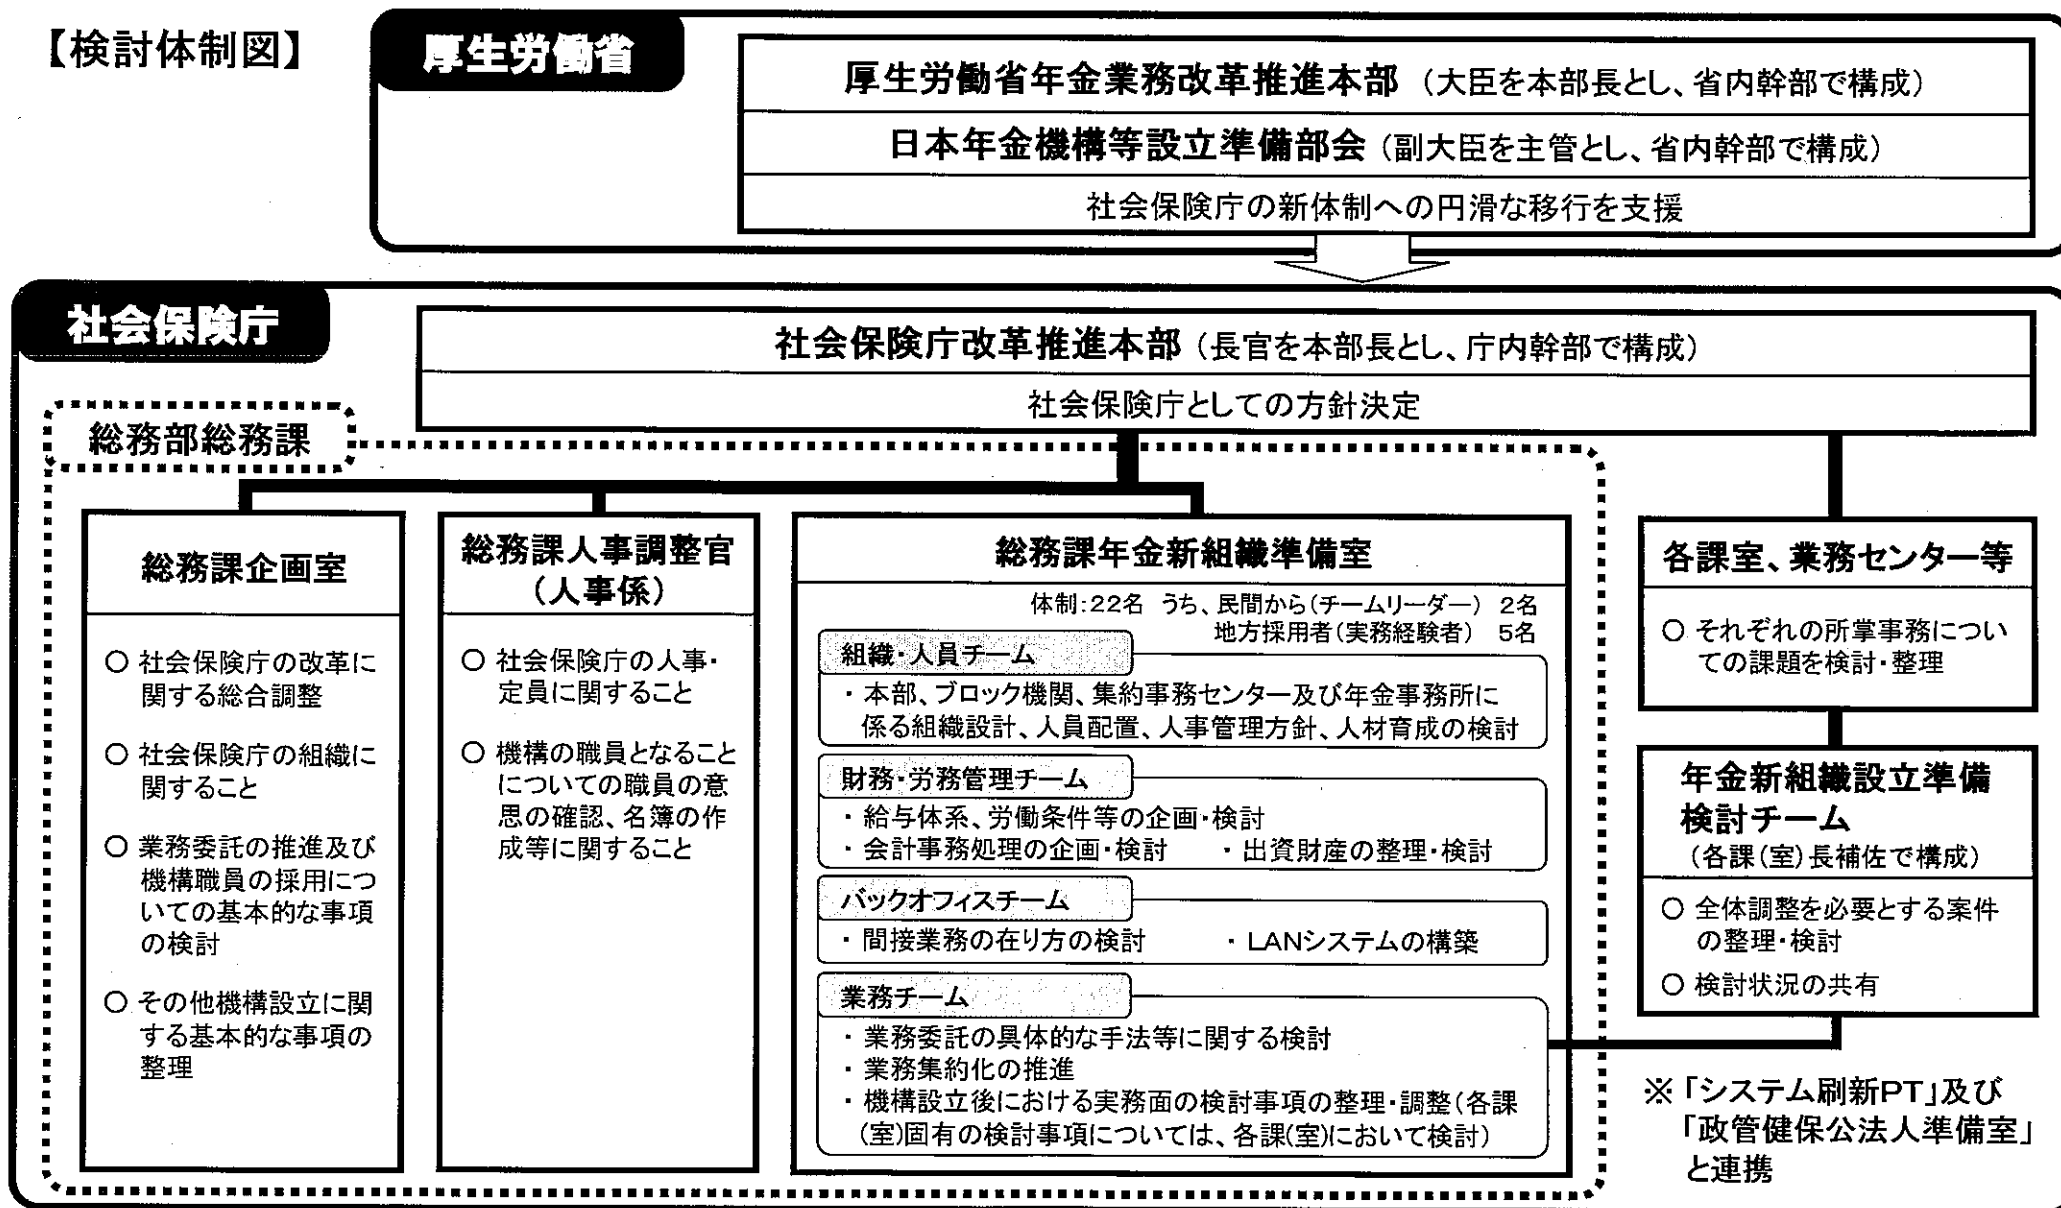 【検討体制図】
厚生労働省
厚生労働省年金業務改革推進本部（大臣を本部長とし、省内幹部で構成）
日本年金機構等設立準備部会（副大臣を主管とし、省内幹部で構成）
社会保険庁の新体制への円滑な移行を支援
社会保険庁
社会保険庁改革推進本部（長官を本部長とし、庁内幹部で構成）
社会保険庁としての方針決定
総務部総務課
総務課企画室
○ 社会保険庁の改革に
関する総合調整
○ 社会保険庁の組織に
関すること
○ 業務委託の推進及び
機構職員の採用につ
いての基本的な事項
の検討
○ その他機構設立に関
する基本的な事項の
整理
総務課人事調整官
（人事係）
○ 社会保険庁の人事・
定員に関すること
○ 機構の職員となること
についての職員の意
思の確認、名簿の作
成等に関すること
総務課年金新組織準備室
体制：22名 うち、民間から（チームリーダー） 2名
地方採用者（実務経験者） 5名
組織・人員チーム
・本部、ブロック機関、集約事務センター及び年金事務所に
係る組織設計、人員配置、人事管理方針、人材育成の検討
財務・労務管理チーム
・給与体系、労働条件等の企画・検討
・会計事務処理の企画・検討 ・出資財産の整理・検討
バックオフィスチーム
・間接業務の在り方の検討 ・LANシステムの構築
業務チーム
・業務委託の具体的な手法等に関する検討
・業務集約化の推進
・機構設立後における実務面の検討事項の整理・調整（各課
（室）固有の検討事項については、各課（室）において検討）
各課室、業務センター等
○ それぞれの所掌事務につい
ての課題を検討・整理
年金新組織設立準備
検討チーム
（各課（室）長補佐で構成）
○ 全体調整を必要とする案件
の整理・検討
○ 検討状況の共有
※「システム刷新PT」及び
「政管健保公法人準備室」
と連携